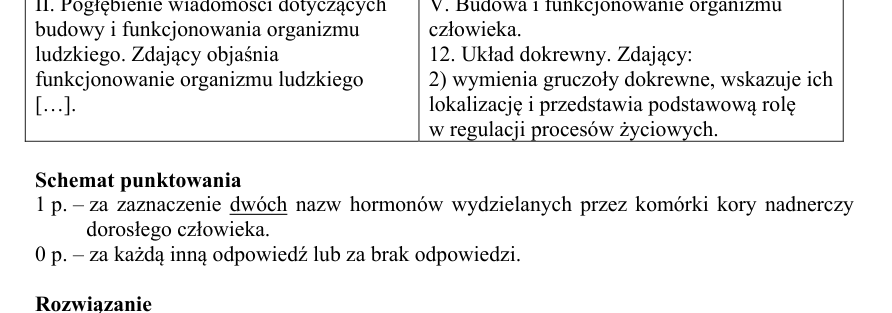 II. Pogłębienie wiadomości dotyczących
budowy i funkcjonowania organizmu
ludzkiego. Zdający objaśnia
funkcjonowanie organizmu ludzkiego
[…].
V. Budowa i funkcjonowanie organizmu
człowieka.
12. Układ dokrewny. Zdający:
2) wymienia gruczoły dokrewne, wskazuje ich
lokalizację i przedstawia podstawową rolę
w regulacji procesów życiowych.
Schemat punktowania
1 p. – za zaznaczenie dwóch nazw hormonów wydzielanych przez komórki kory nadnerczy
dorosłego człowieka.
0 p. – za każdą inną odpowiedź lub za brak odpowiedzi.
Rozwiązanie